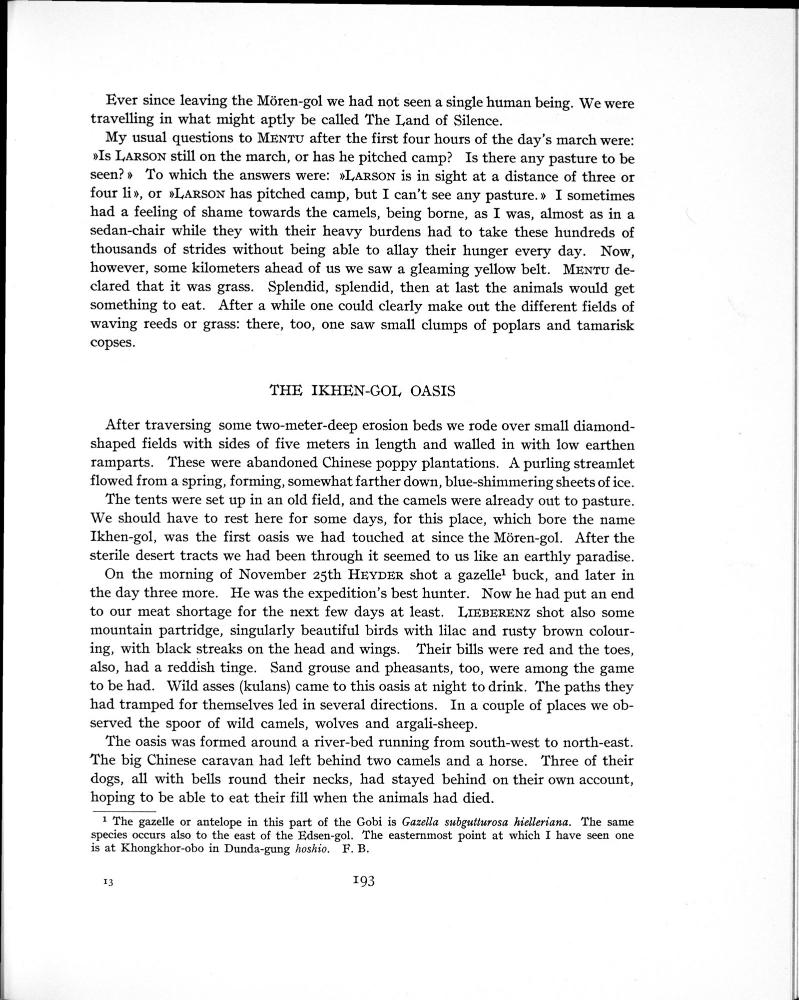 Ever since leaving the Mören-gol we had not seen a single human being. We were
travelling in what might aptly be called The Land of Silence.
My usual questions to MENTU after the first four hours of the day's march were:
»Is LARSON still on the march, or has he pitched camp? Is there any pasture to be
seen?» To which the answers were: »LARSON is in sight at a distance of three or
four li», or »LARSON has pitched camp, but I can't see any pasture.» I sometimes
had a feeling of shame towards the camels, being borne, as I was, almost as in a
sedan-chair while they with their heavy burdens had to take these hundreds of
thousands of strides without being able to allay their hunger every day. Now,
however, some kilometers ahead of us we saw a gleaming yellow belt. MENTU de-
clared that it was grass. Splendid, splendid, then at last the animals would get
something to eat. After a while one could clearly make out the different fields of
waving reeds or grass: there, too, one saw small clumps of poplars and tamarisk
copses.
THE IKHEN-GOL OASIS
After traversing some two-meter-deep erosion beds we rode over small diamond-
shaped fields with sides of five meters in length and walled in with low earthen
ramparts. These were abandoned Chinese poppy plantations. A purling streamlet
flowed from a spring, forming, somewhat farther down, blue-shimmering sheets of ice.
The tents were set up in an old field, and the camels were already out to pasture.
We should have to rest here for some days, for this place, which bore the name
Ikhen-gol, was the first oasis we had touched at since the Mören-gol. After the
sterile desert tracts we had been through it seemed to us like an earthly paradise.
On the morning of November 25th HEYDER shot a gazelle¹ buck, and later in
the day three more. He was the expedition's best hunter. Now he had put an end
to our meat shortage for the next few days at least. LIEBERENZ shot also some
mountain partridge, singularly beautiful birds with lilac and rusty brown colour-
ing, with black streaks on the head and wings. Their bills were red and the toes,
also, had a reddish tinge. Sand grouse and pheasants, too, were among the game
to be had. Wild asses (kulans) came to this oasis at night to drink. The paths they
had tramped for themselves led in several directions. In a couple of places we ob-
served the spoor of wild camels, wolves and argali-sheep.
The oasis was formed around a river-bed running from south-west to north-east.
The big Chinese caravan had left behind two camels and a horse. Three of their
dogs, all with bells round their necks, had stayed behind on their own account,
hoping to be able to eat their fill when the animals had died.
¹ The gazelle or antelope in this part of the Gobi is Gazella subgutturosa hielleriana. The same
species occurs also to the east of the Edsen-gol. The easternmost point at which I have seen one
is at Khongkhor-obo in Dunda-gung hoshio. F. B.
13
193